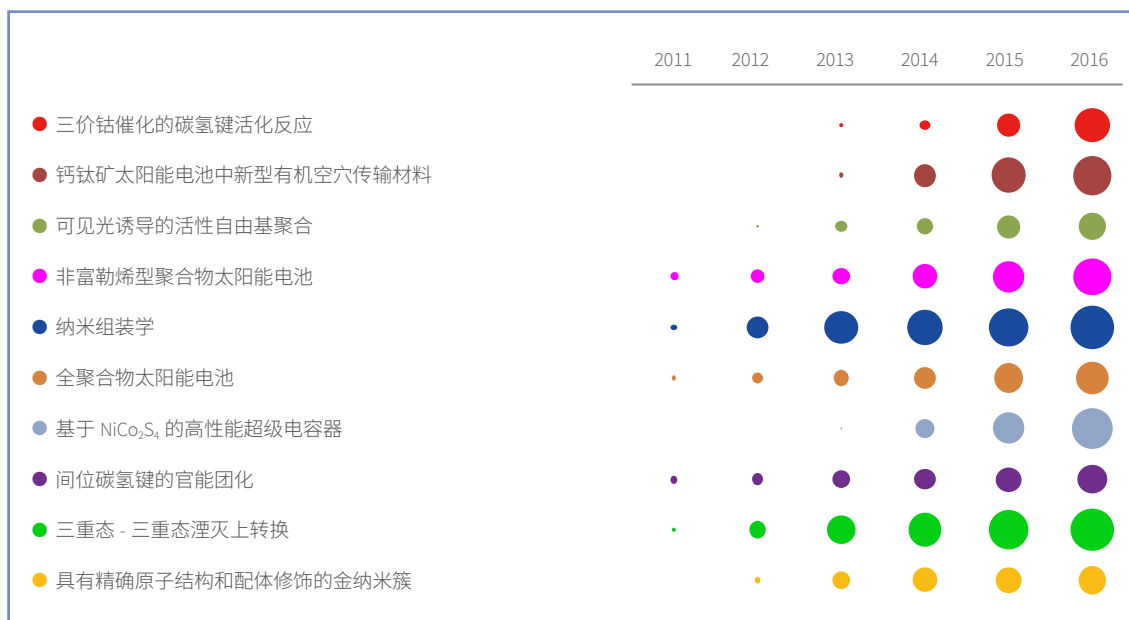 2011 2012 2013 2014 2015 2016
三价钴催化的碳氢键活化反应
钙钛矿太阳能电池中新型有机空穴传输材料
可见光诱导的活性自由基聚合
非富勒烯型聚合物太阳能电池
纳米组装学
全聚合物太阳能电池
基于 NiCo₂S₄ 的高性能超级电容器
间位碳氢键的官能团化
三重态 - 三重态湮灭上转换
具有精确原子结构和配体修饰的金纳米簇